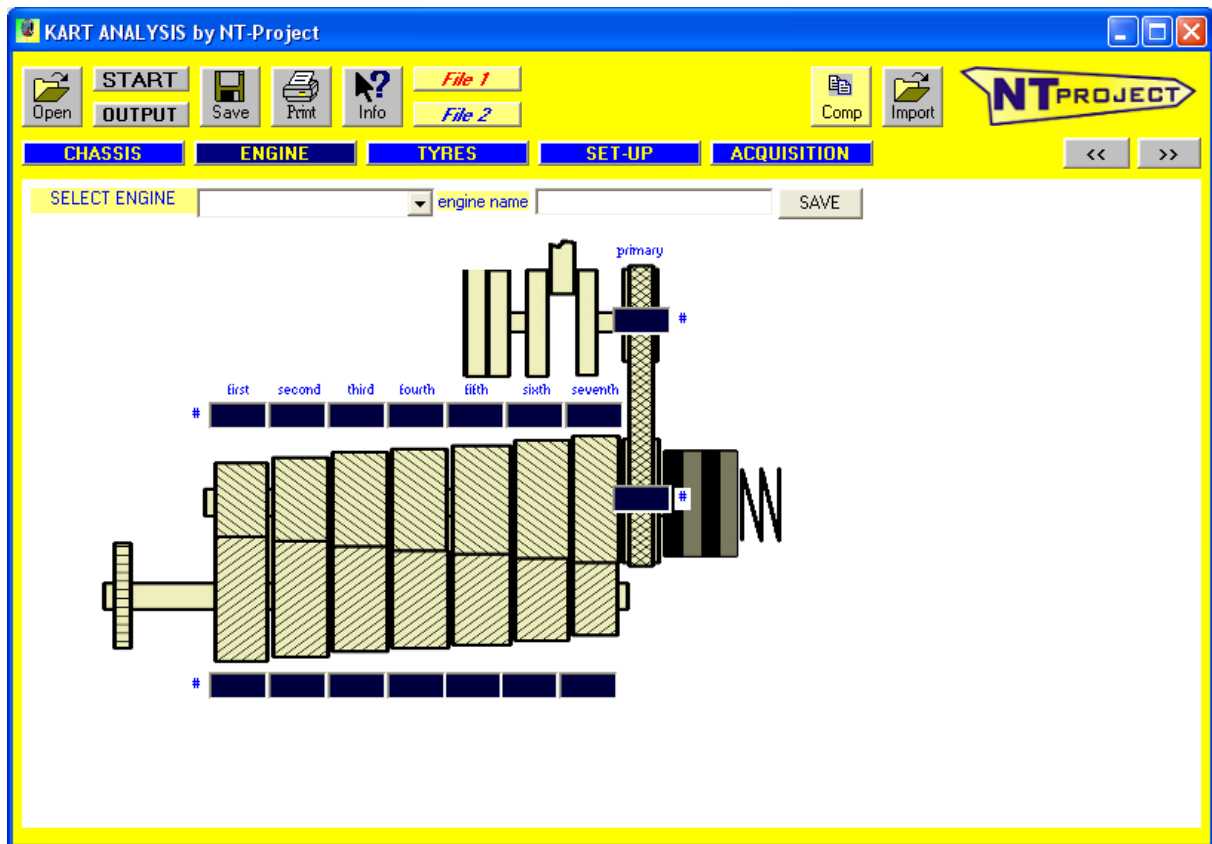 KART ANALYSIS by NT-Project
START
File 1
Open OUTPUT Save Print Info File 2 Comp Import NTPROJECT
CHASSIS ENGINE TYRES SET-UP ACQUISITION << >>
SELECT ENGINE engine name SAVE
primary
#
first second third fourth fifth sixth seventh
#
#
#